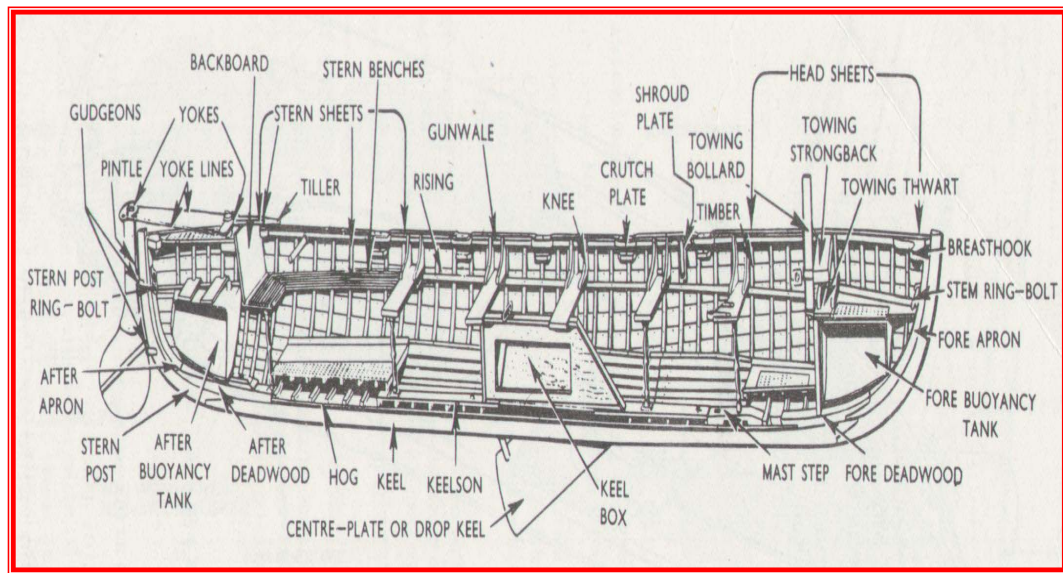 BACKBOARD
STERN BENCHES
HEAD SHEETS
GUDGEONS
YOKES
STERN SHEETS
GUNWALE
SHROUD
PLATE
TOWING
BOLLARD
TOWING
STRONGBACK
PINTLE
YOKE LINES
TILLER
RISING
KNEE
CRUTCH
PLATE
TIMBER
TOWING THWART
BREASTHOOK
STERN POST
RING-BOLT
STEM RING-BOLT
FORE APRON
AFTER
APRON
STERN
POST
AFTER
BUOYANCY
TANK
AFTER
DEADWOOD
HOG
KEEL
KEELSON
CENTRE-PLATE OR DROP KEEL
KEEL
BOX
MAST STEP
FORE DEADWOOD
FORE BUOYANCY
TANK